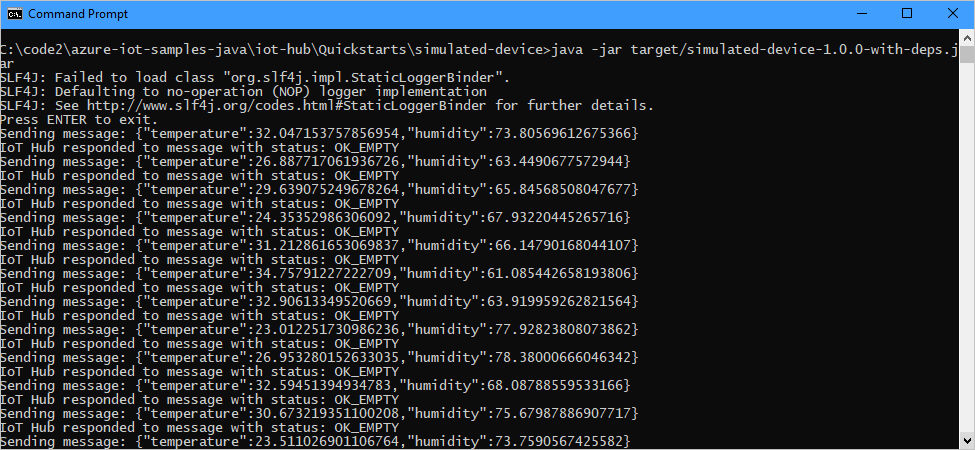 Command Prompt
C:\code2\azure-iot-samples-java\iot-hub\Quickstarts\simulated-device>java -jar target/simulated-device-1.0.0-with-deps.j
ar
SLF4J: Failed to load class "org.slf4j.impl.StaticLoggerBinder".
SLF4J: Defaulting to no-operation (NOP) logger implementation
SLF4J: See http://www.slf4j.org/codes.html#StaticLoggerBinder for further details.
Press ENTER to exit.
Sending message: {"temperature":32.047153757856954,"humidity":73.80569612675366}
IoT Hub responded to message with status: OK_EMPTY
Sending message: {"temperature":26.887717061936726,"humidity":63.4490677572944}
IoT Hub responded to message with status: OK_EMPTY
Sending message: {"temperature":29.639075249678264,"humidity":65.84568508047677}
IoT Hub responded to message with status: OK_EMPTY
Sending message: {"temperature":24.35352986306092,"humidity":67.93220445265716}
IoT Hub responded to message with status: OK_EMPTY
Sending message: {"temperature":31.212861653069837,"humidity":66.14790168044107}
IoT Hub responded to message with status: OK_EMPTY
Sending message: {"temperature":34.75791227222709,"humidity":61.085442658193806}
IoT Hub responded to message with status: OK_EMPTY
Sending message: {"temperature":32.90613349520669,"humidity":63.919959262821564}
IoT Hub responded to message with status: OK_EMPTY
Sending message: {"temperature":23.012251730986236,"humidity":77.92823808073862}
IoT Hub responded to message with status: OK_EMPTY
Sending message: {"temperature":26.953280152633035,"humidity":78.38000666046342}
IoT Hub responded to message with status: OK_EMPTY
Sending message: {"temperature":32.59451394934783,"humidity":68.08788559533166}
IoT Hub responded to message with status: OK_EMPTY
Sending message: {"temperature":30.673219351100208,"humidity":75.67987886907717}
IoT Hub responded to message with status: OK_EMPTY
Sending message: {"temperature":23.511026901106764,"humidity":73.7590567425582}